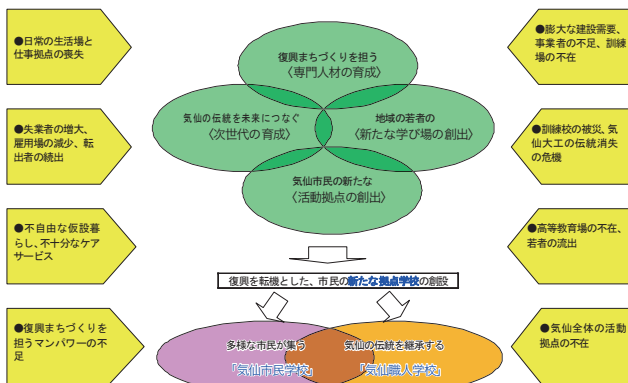 ●日常の生活場と
仕事拠点の喪失
●失業者の増大、
雇用場の減少、転
出者の続出
●不自由な仮設暮
らし、不十分なケア
サービス
●復興まちづくりを
担うマンパワーの不
足
復興まちづくりを担う
〈専門人材の育成〉
気仙の伝統を未来につなぐ
〈次世代の育成〉
地域の若者の
〈新たな学び場の創出〉
気仙市民の新たな
〈活動拠点の創出〉
復興を転機とした、市民の新たな拠点学校の創設
多様な市民が集う
「気仙市民学校」
気仙の伝統を継承する
「気仙職人学校」
●膨大な建設需要、
事業者の不足、訓練
場の不在
●訓練校の被災、気
仙大工の伝統消失
の危機
●高等教育場の不在、
若者の流出
●気仙全体の活動
拠点の不在